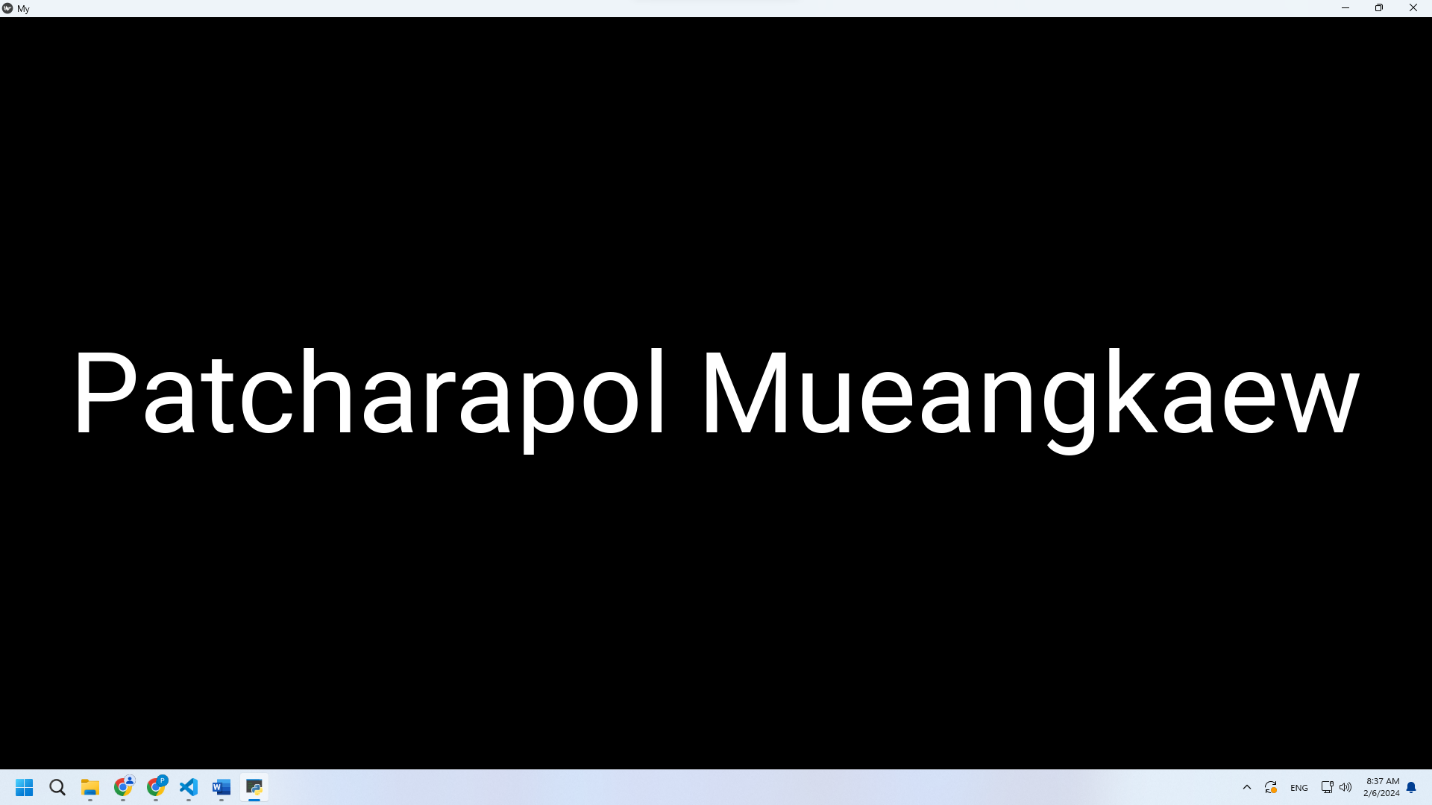 My
Patcharapol Mueangkaew
P
W
ENG
8:37 AM
2/6/2024